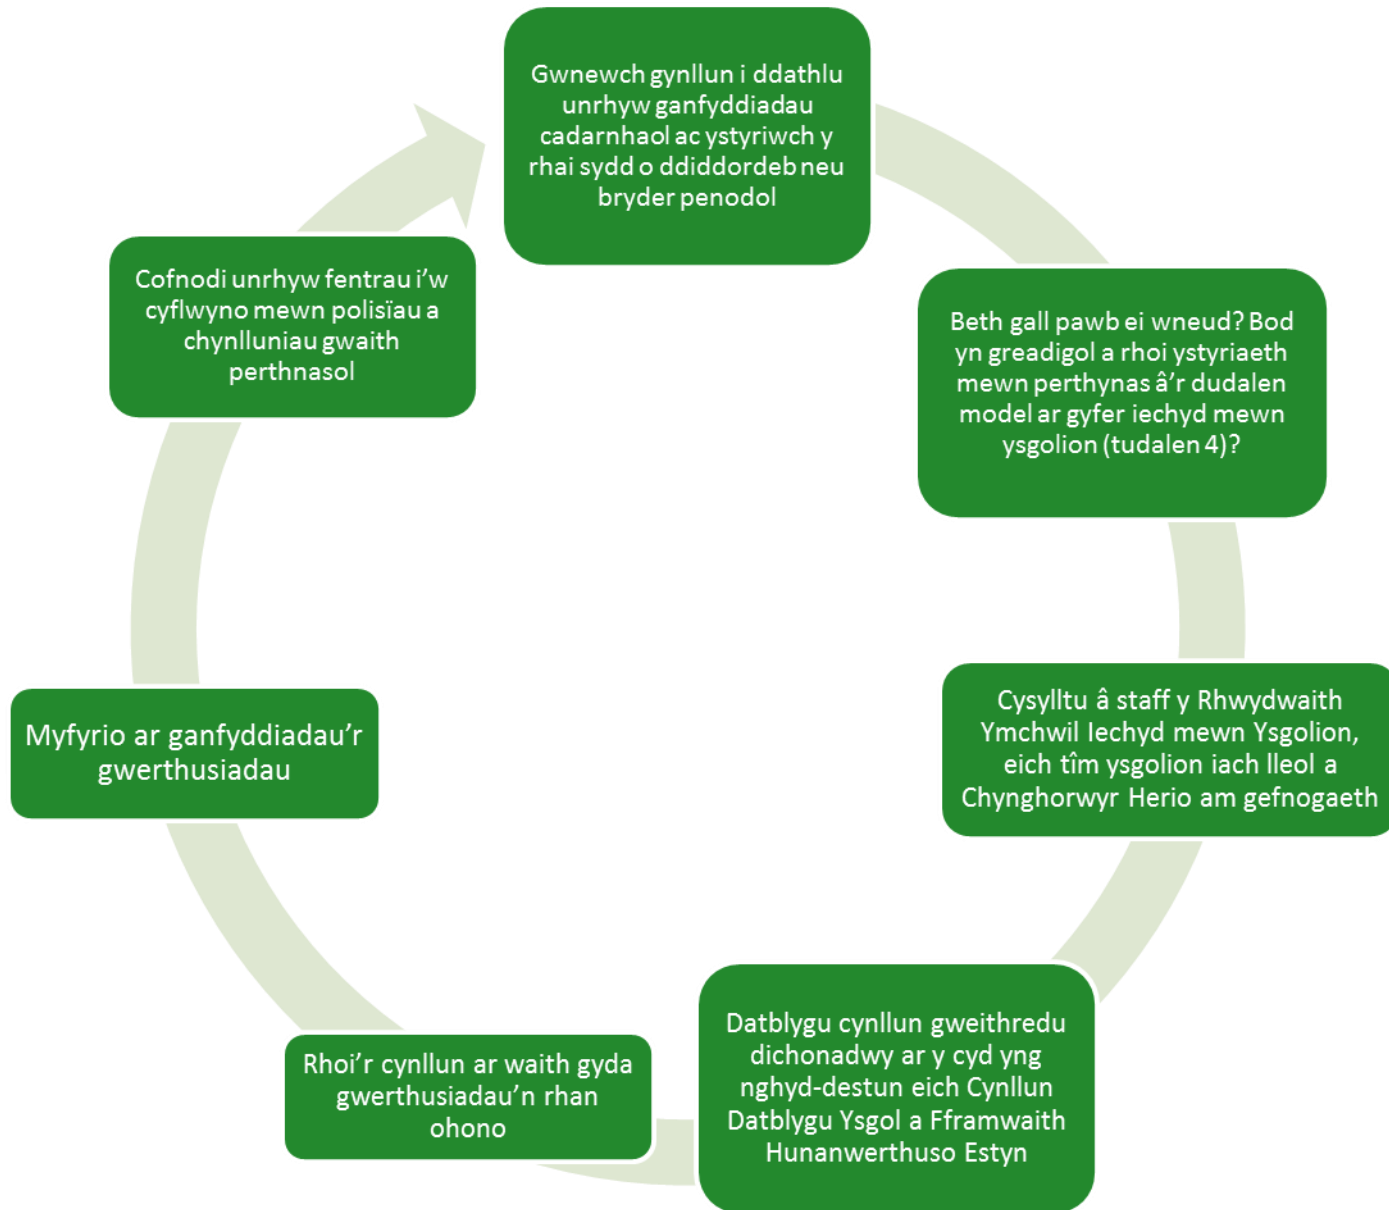 Gwnewch gynllun i ddathlu
unrhyw ganfyddiadau
cadarnhaol ac ystyriwch y
rhai sydd o ddiddordeb neu
bryder penodol
Beth gall pawb ei wneud? Bod
yn greadigol a rhoi ystyriaeth
mewn perthynas â’r dudalen
model ar gyfer iechyd mewn
ysgolion (tudalen 4)?
Cysylltu â staff y Rhwydwaith
Ymchwil Iechyd mewn Ysgolion,
eich tîm ysgolion iach lleol a
Chynghorwyr Herio am gefnogaeth
Datblygu cynllun gweithredu
dichonadwy ar y cyd yng
nghyd-destun eich Cynllun
Datblygu Ysgol a Fframwaith
Hunanwerthuso Estyn
Rhoi’r cynllun ar waith gyda
gwerthusiadau’n rhan
ohono
Myfyrio ar ganfyddiadau’r
gwerthusiadau
Cofnodi unrhyw fentrau i’w
cyflwyno mewn polisïau a
chynlluniau gwaith
perthnasol